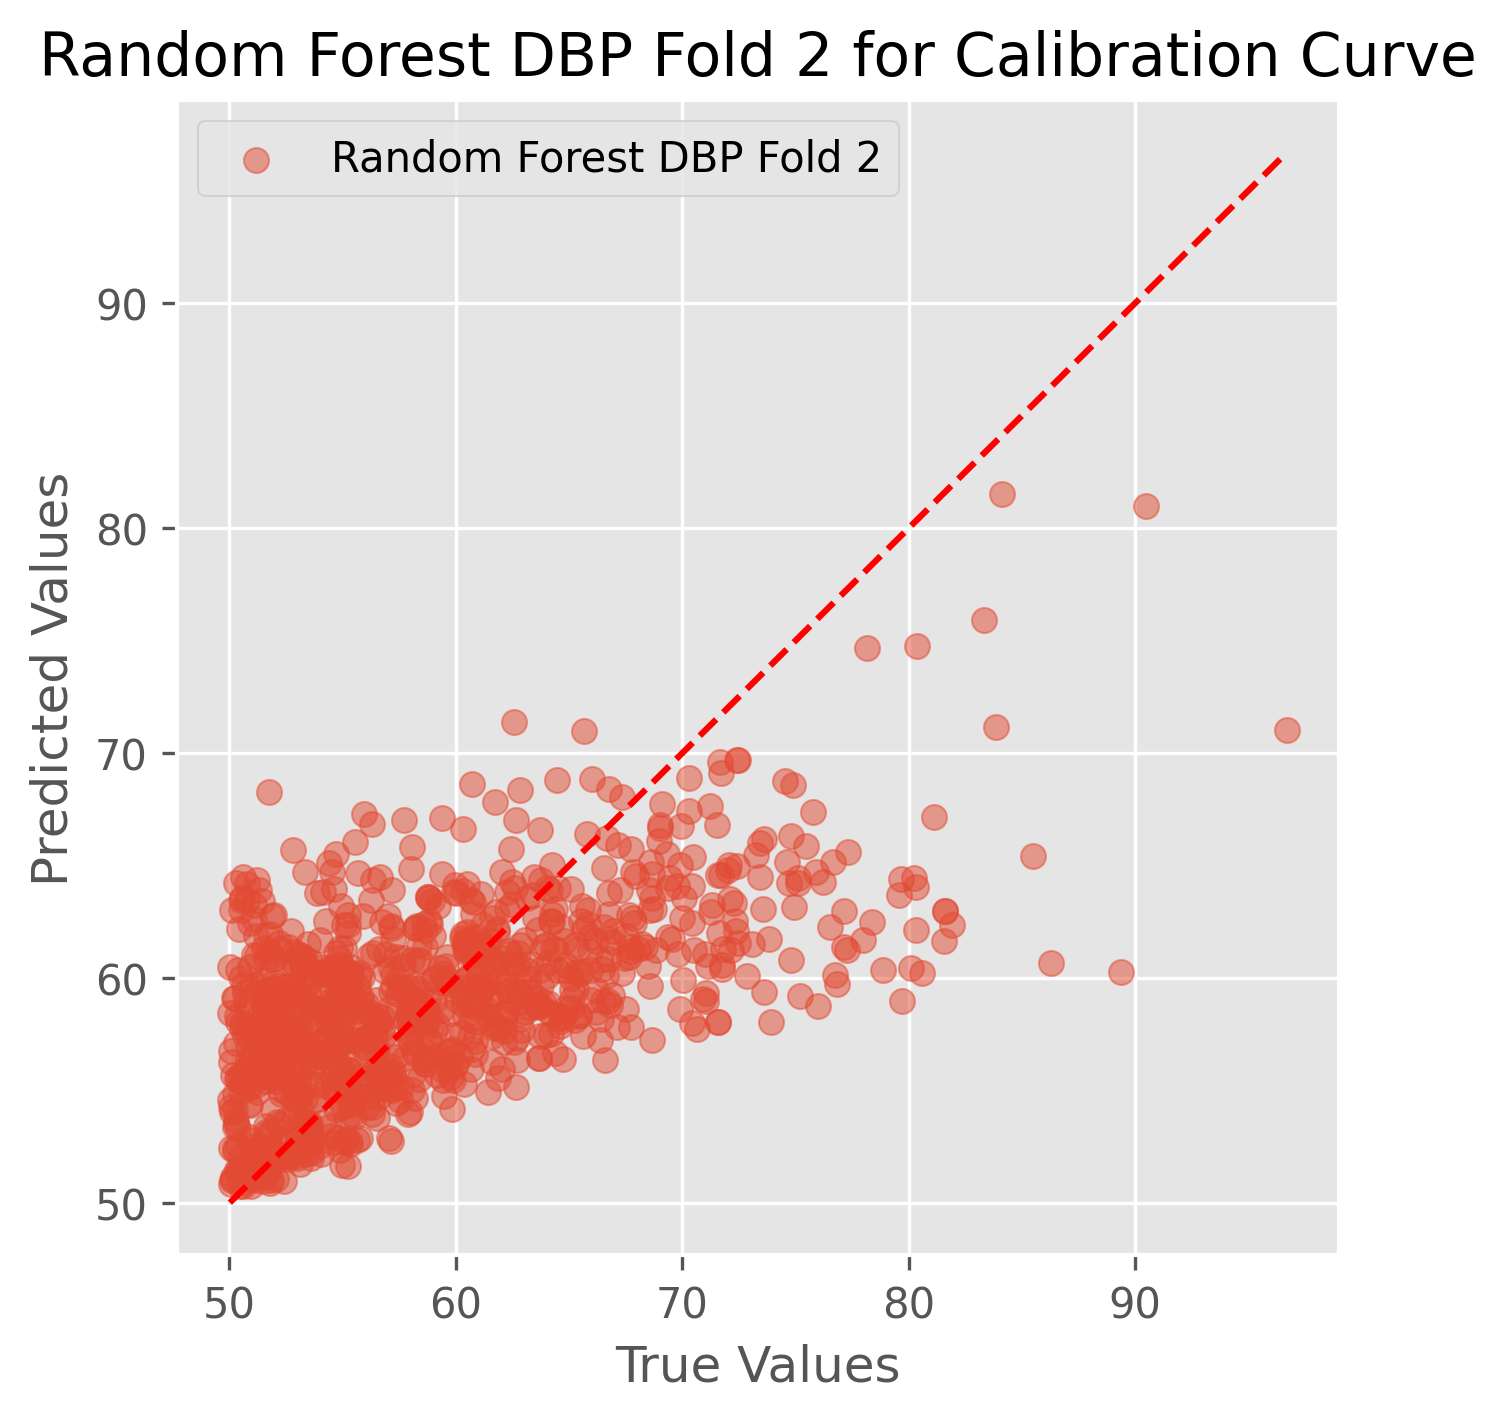 Random Forest DBP Fold 2 for Calibration Curve
Random Forest DBP Fold 2
90
80
70
60
50
Predicted Values
50 60 70 80 90
True Values